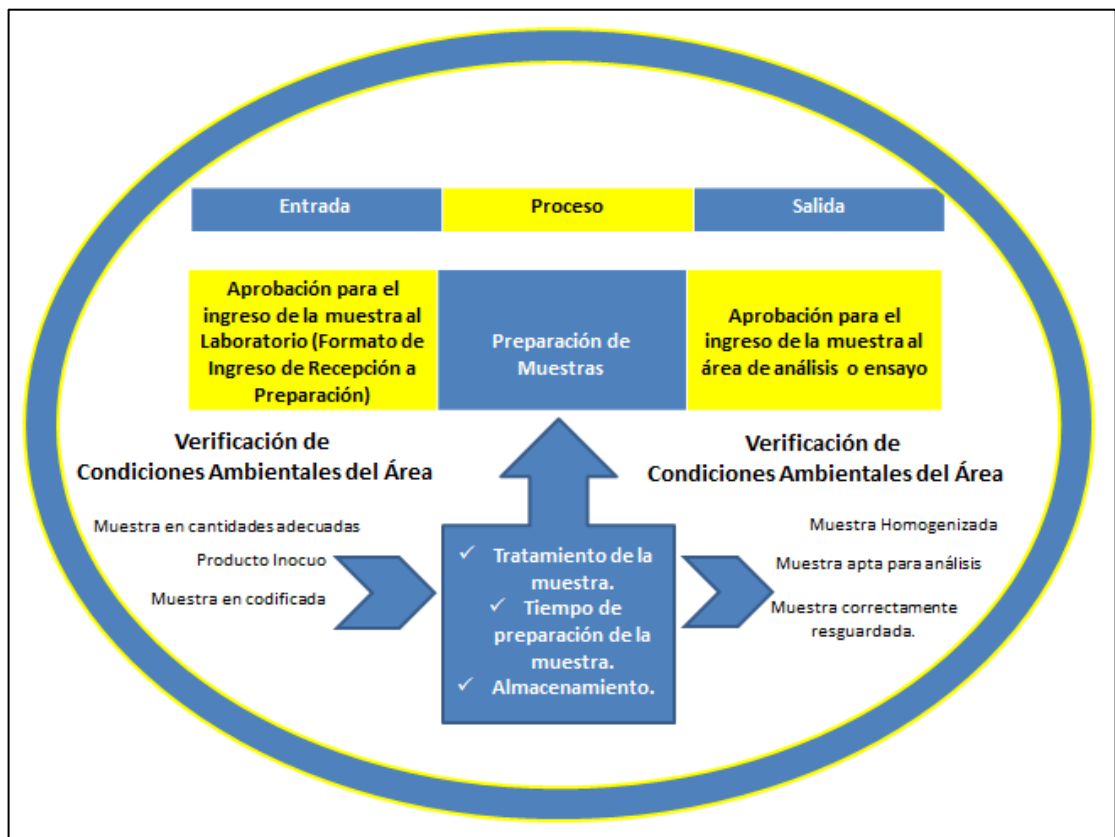 Entrada
Proceso
Salida
Aprobación para el
ingreso de la muestra al
Laboratorio (Formato de
Ingreso de Recepción a
Preparación)
Preparación de
Muestras
Aprobación para el
ingreso de la muestra al
área de análisis o ensayo
Verificación de
Condiciones Ambientales del Área
Verificación de
Condiciones Ambientales del Área
Muestra en cantidades adecuadas
Producto Inocuo
Muestra en codificada
✓ Tratamiento de la
muestra.
✓ Tiempo de
preparación de la
muestra.
✓ Almacenamiento.
Muestra Homogenizada
Muestra apta para análisis
Muestra correctamente
resguardada.